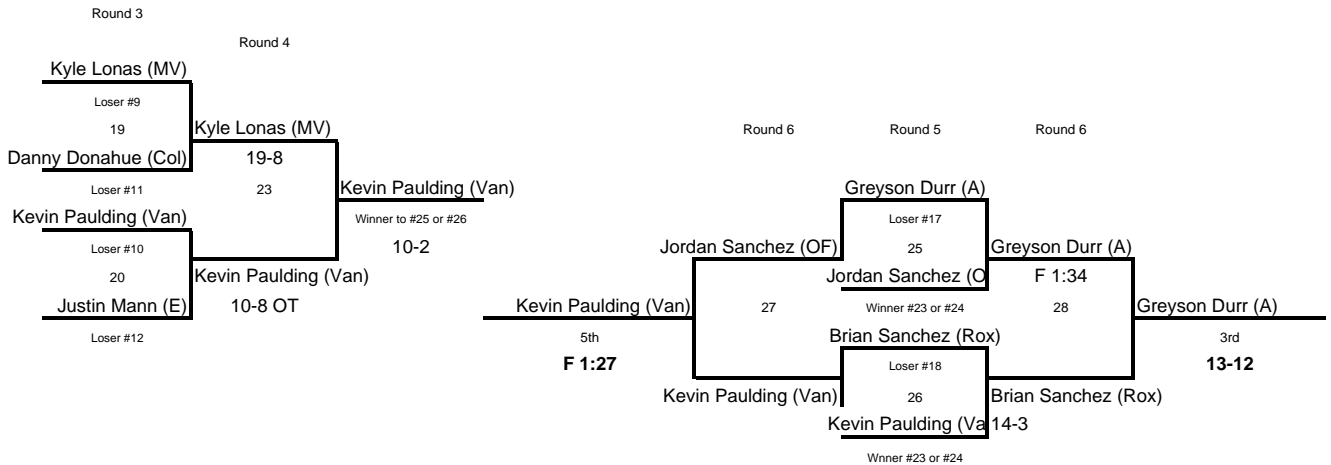 Round 3
Round 4
Kyle Lonas (MV)
Loser #9
19
Kyle Lonas (MV)
Danny Donahue (Col)
19-8
Loser #11
23
Kevin Paulding (Van)
Kevin Paulding (Van)
Winner to #25 or #26
Loser #10
10-2
20
Kevin Paulding (Van)
Justin Mann (E)
10-8 OT
Loser #12
Round 6
Round 5
Round 6
Greyson Durr (A)
Loser #17
Jordan Sanchez (OF)
25
Greyson Durr (A)
Jordan Sanchez (O
F 1:34
Kevin Paulding (Van)
27
Winner #23 or #24
28
Greyson Durr (A)
5th
Brian Sanchez (Rox)
3rd
F 1:27
Loser #18
13-12
Kevin Paulding (Van)
26
Brian Sanchez (Rox)
Kevin Paulding (Va
14-3
Wnner #23 or #24